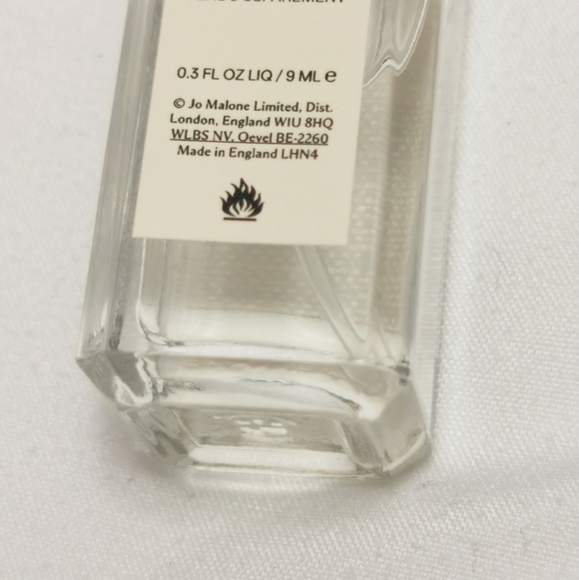 0.3 FL OZ LIQ / 9 ML e
© Jo Malone Limited, Dist.
London, England WIU 8HQ
WLBS NV, Oevel BE-2260
Made in England LHN4